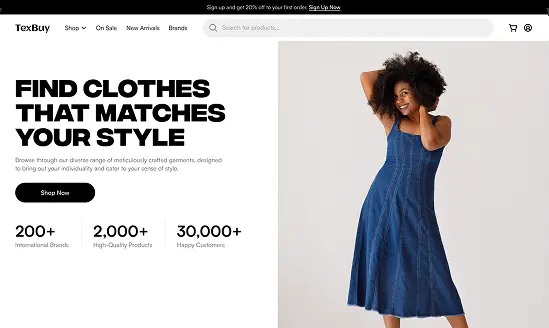 Sign up and get 20% off to your first order. Sign Up Now
TexBuy Shop On Sale New Arrivals Brands Search for products...
FIND CLOTHES
THAT MATCHES
YOUR STYLE
Browse through our diverse range of meticulously crafted garments, designed
to bring out your individuality and cater to your sense of style.
Shop Now
200+ 2,000+ 30,000+
International Brands High-Quality Products Happy Customers